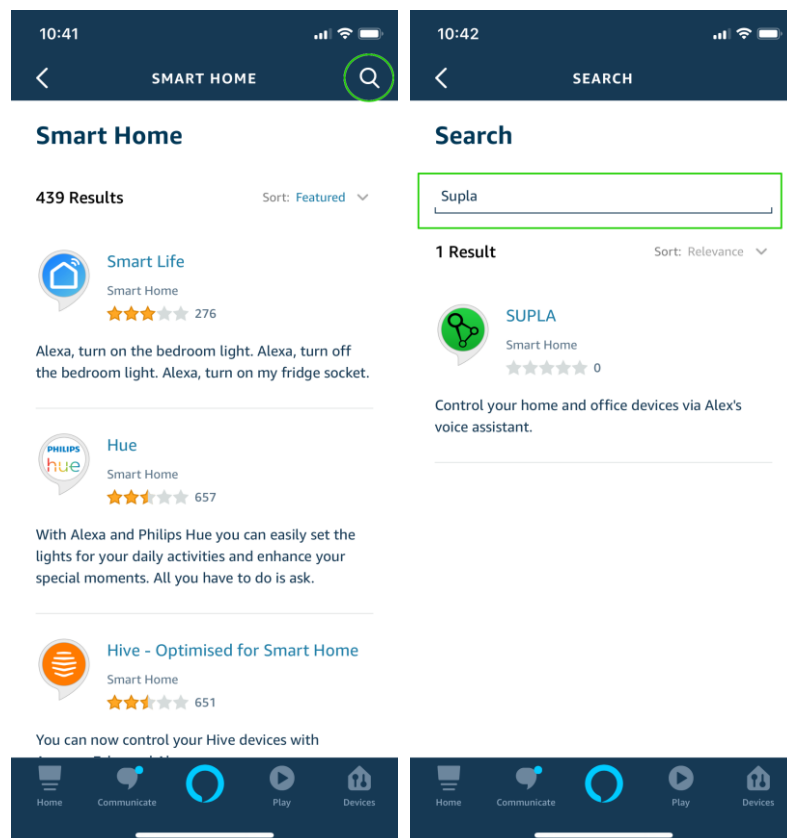 10:41
SMART HOME
Smart Home
439 Results
Sort: Featured
Smart Life
Smart Home
276
Alexa, turn on the bedroom light. Alexa, turn off
the bedroom light. Alexa, turn on my fridge socket.
PHILIPS
hue
Hue
Smart Home
657
With Alexa and Philips Hue you can easily set the
lights for your daily activities and enhance your
special moments. All you have to do is ask.
Hive - Optimised for Smart Home
Smart Home
651
You can now control your Hive devices with
Home
Communicate
Play
Devices
10:42
SEARCH
Search
Supla
1 Result
Sort: Relevance
SUPLA
Smart Home
0
Control your home and office devices via Alex's
voice assistant.
Home
Communicate
Play
Devices